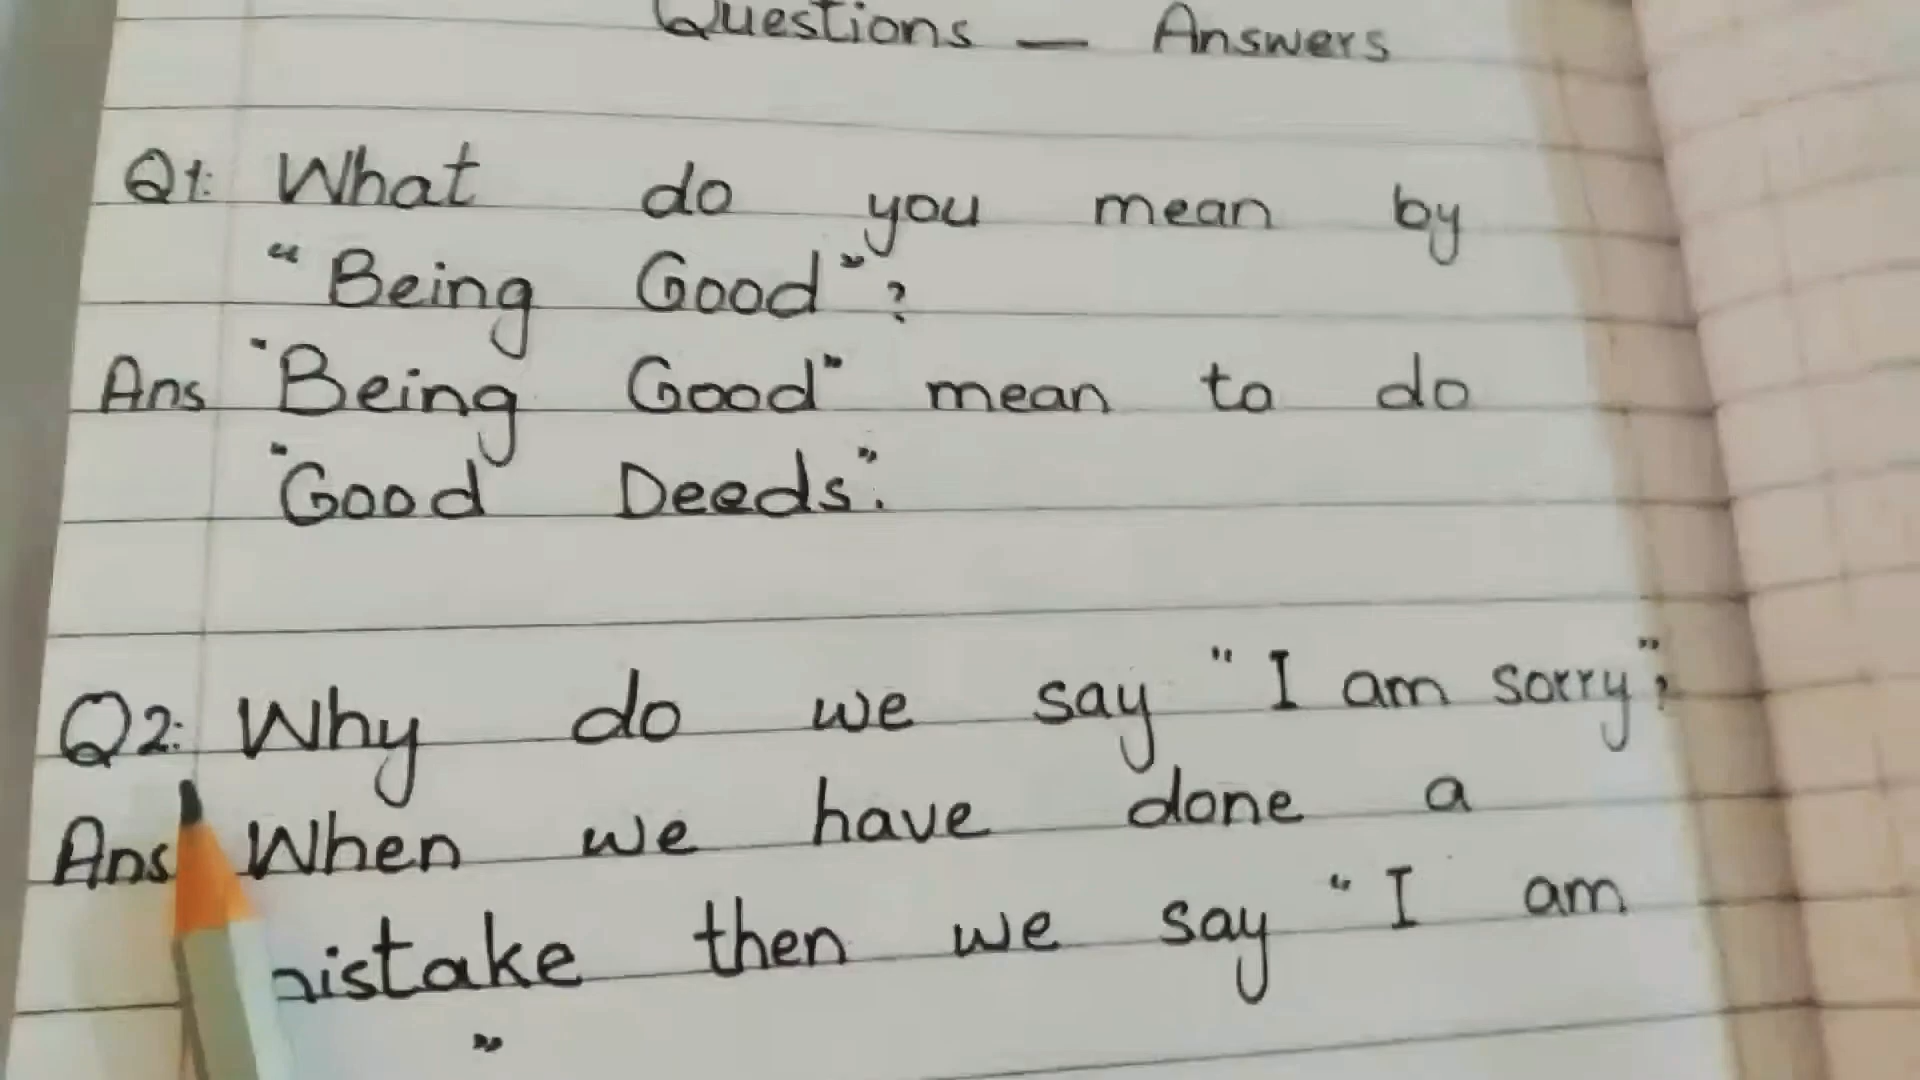 Questions — Answers
Q1: What do you mean by
"Being Good"?
Ans "Being Good" mean to do
"Good Deeds".
Q2: Why do we say "I am sorry"?
Ans When we have done a
mistake then we say "I am
"